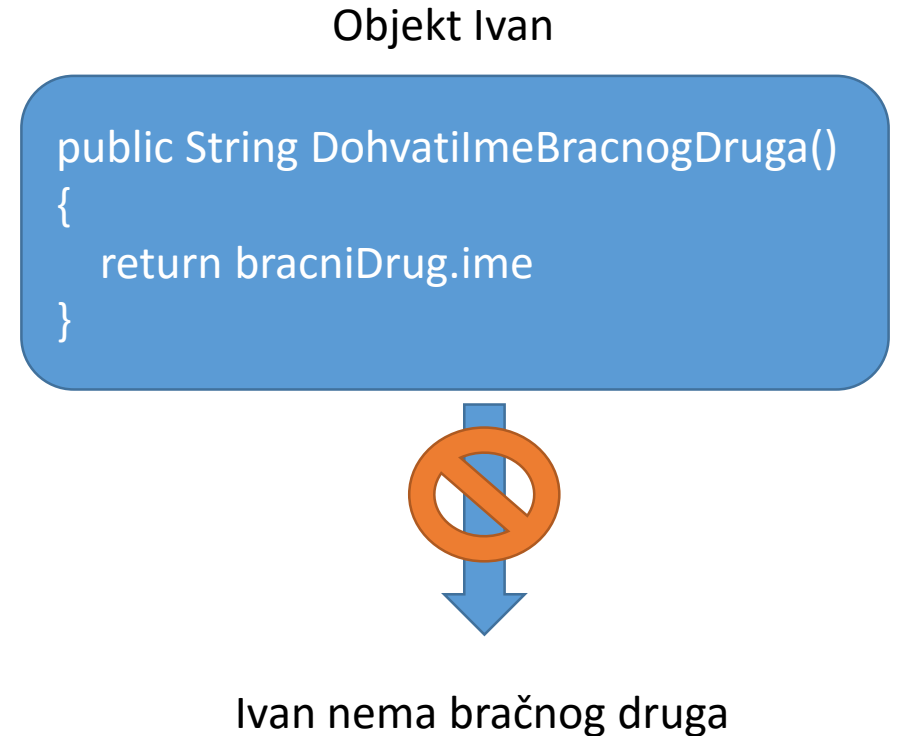 Objekt Ivan
public String DohvatiImeBracnogDruga()
{
return bracniDrug.ime
}
Ivan nema bračnog druga